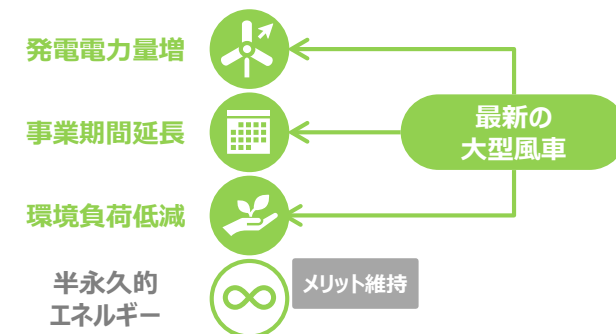 発電電力量増
最新の
大型風車
事業期間延長
環境負荷低減
半永久的
エネルギー
メリット維持